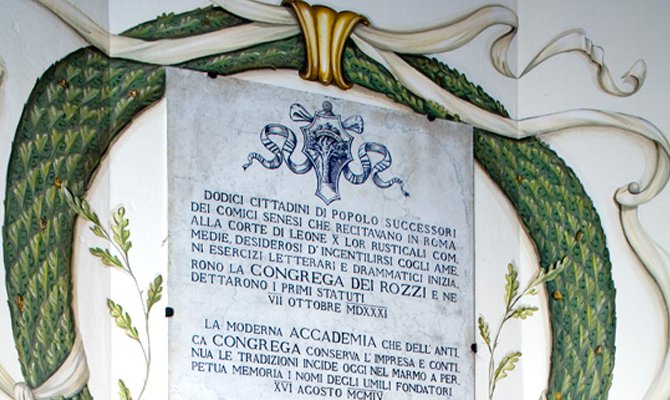 DODICI CITTADINI DI POPOLO SUCCESSORI
DEI COMICI SENESI CHE RECITAVANO IN ROMA
ALLA CORTE DI LEONE X LOR RUSTICALI COM.
MEDIE, DESIDEROSI D'INGENTILIRSI COGLI AME.
NI ESERCIZI LETTERARI E DRAMMATICI INIZIA.
RONO LA CONGREGA DEI ROZZI E NE
DETTARONO I PRIMI STATUTI
VII OTTOBRE MDXXXI
LA MODERNA ACCADEMIA CHE DELL'ANTI.
CA CONGREGA CONSERVA L'IMPRESA E CONTI.
NUA LE TRADIZIONI INCIDE OGGI NEL MARMO A PER.
PETUA MEMORIA I NOMI DEGLI UMILI FONDATORI
XVI AGOSTO MCMIV